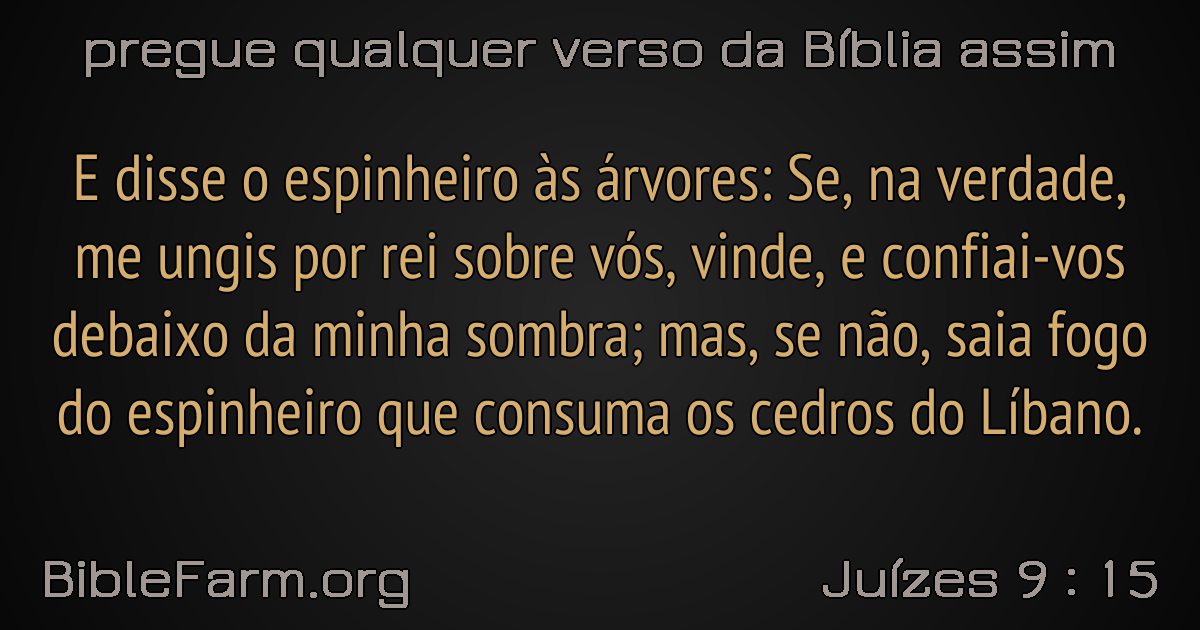 pregue qualquer verso da Bíblia assim
E disse o espinheiro às árvores: Se, na verdade,
me ungis por rei sobre vós, vinde, e confiai-vos
debaixo da minha sombra; mas, se não, saia fogo
do espinheiro que consuma os cedros do Líbano.
BibleFarm.org
Juízes 9 : 15